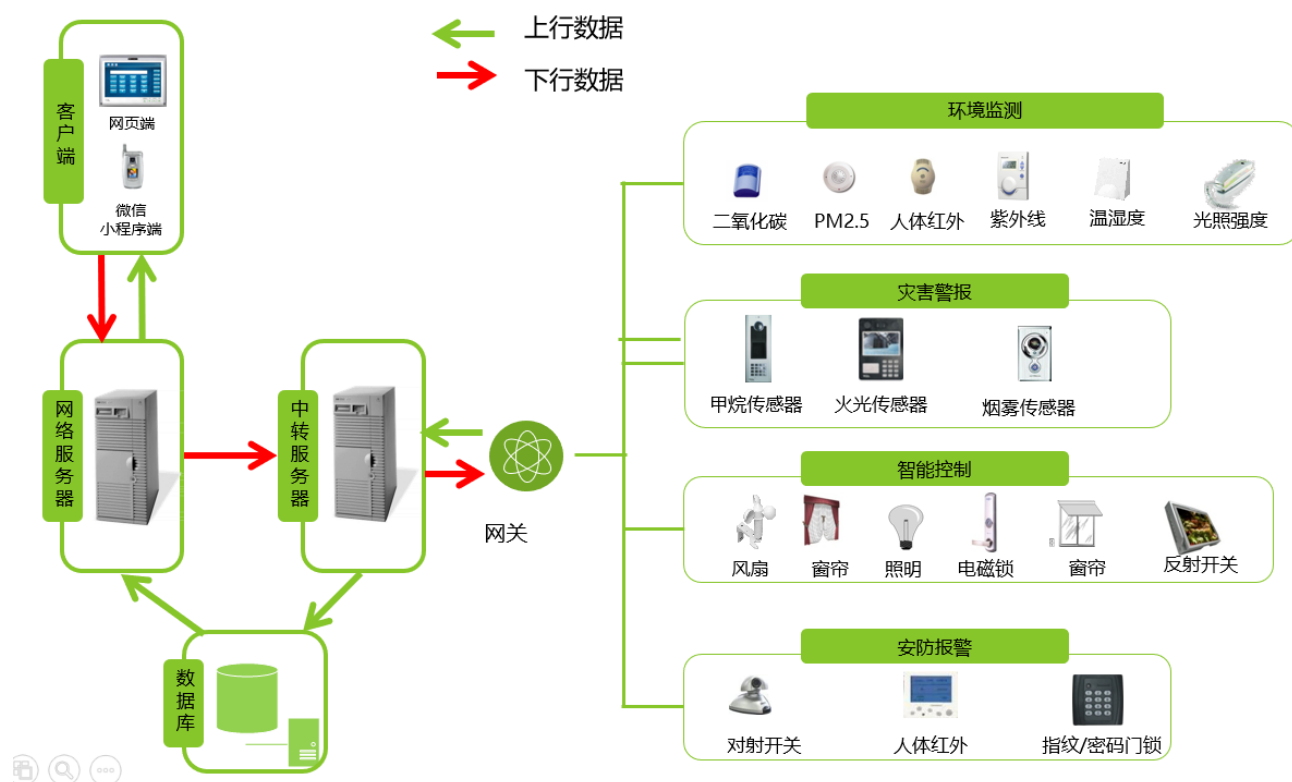 上行数据
下行数据
客户端
网页端
微信
小程序端
环境监测
二氧化碳
PM2.5
人体红外
紫外线
温湿度
光照强度
灾害警报
甲烷传感器
火光传感器
烟雾传感器
网络服务器
中转服务器
网关
智能控制
风扇
窗帘
照明
电磁锁
窗帘
反射开关
数据库
安防报警
对射开关
人体红外
指纹/密码门锁